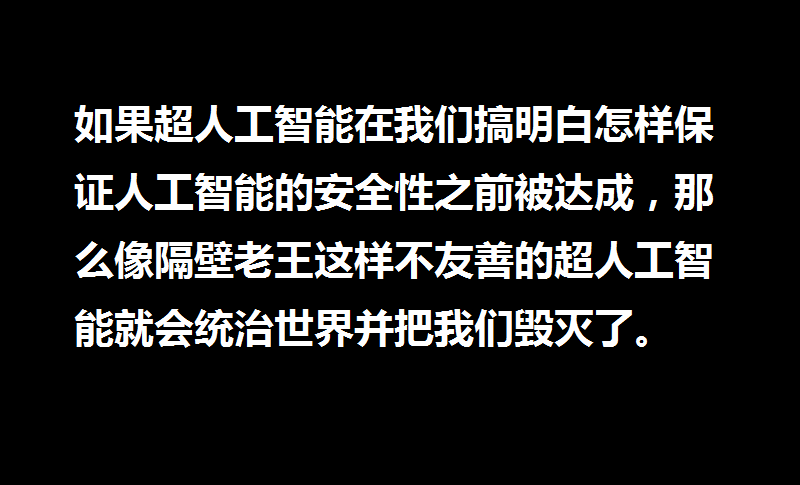 如果超人工智能在我们搞明白怎样保
证人工智能的安全性之前被达成，那
么像隔壁老王这样不友善的超人工智
能就会统治世界并把我们毁灭了。